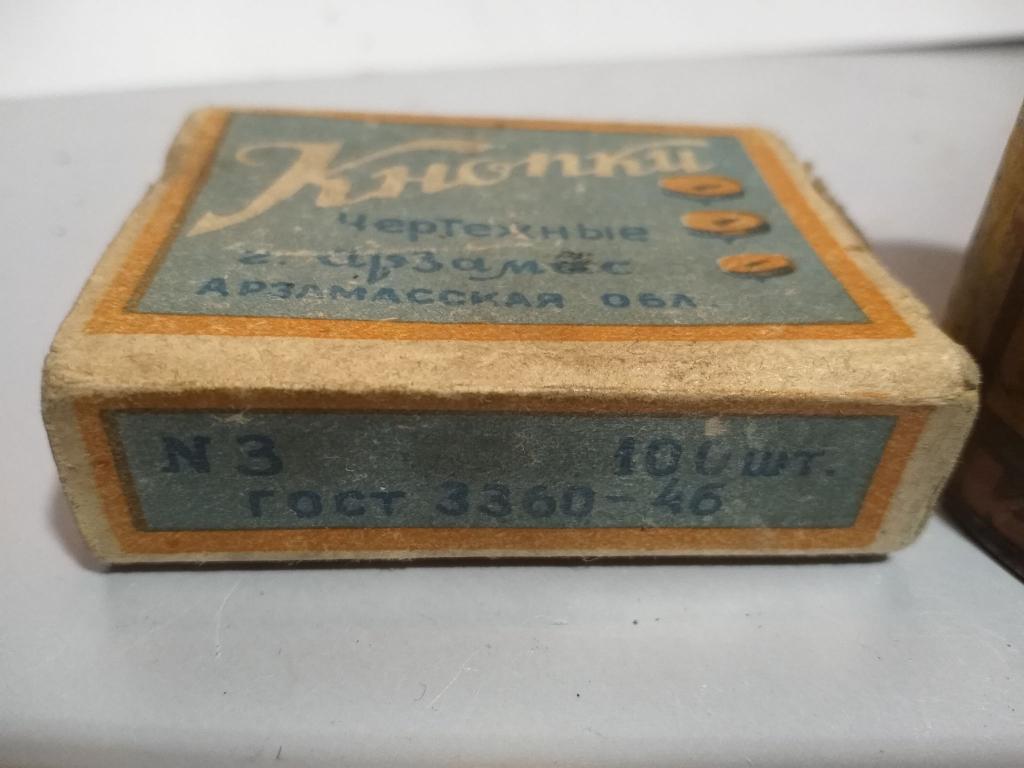 Кнопки
Чертежные
г. Арзамас
АРЗАМАССКАЯ ОБЛ.
N 3 100 шт.
ГОСТ 3360-46